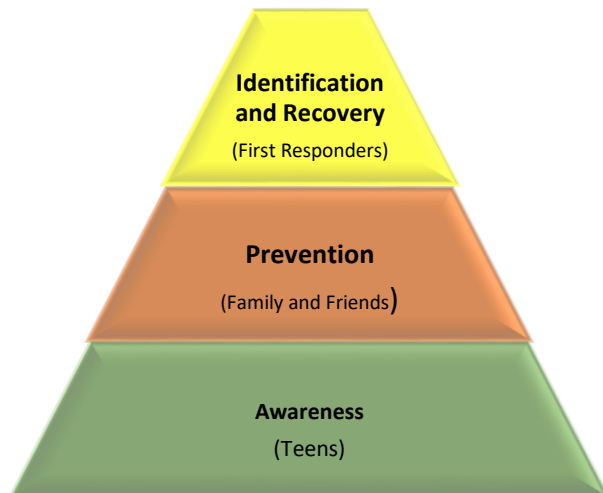 Identification
and Recovery
(First Responders)
Prevention
(Family and Friends)
Awareness
(Teens)